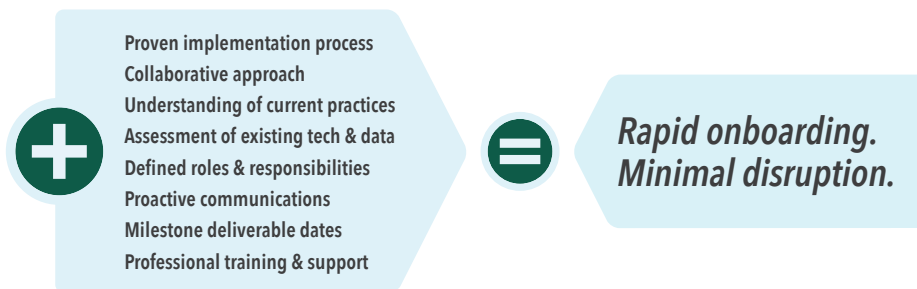 Proven implementation process
Collaborative approach
Understanding of current practices
Assessment of existing tech & data
Defined roles & responsibilities
Proactive communications
Milestone deliverable dates
Professional training & support
Rapid onboarding.
Minimal disruption.